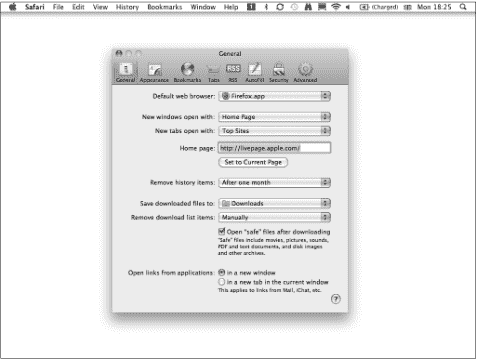 Safari File Edit View History Bookmarks Window Help (Charged) Mon 18:25
General
RSS
General Appearance Bookmarks Tabs RSS AutoFill Security Advanced
Default web browser: Firefox.app
New windows open with: Home Page
New tabs open with: Top Sites
Home page: http://livepage.apple.com/
Set to Current Page
Remove history items: After one month
Save downloaded files to: Downloads
Remove download list items: Manually
Open "safe" files after downloading
"Safe" files include movies, pictures, sounds,
PDF and text documents, and disk images
and other archives.
Open links from applications: in a new window
in a new tab in the current window
This applies to links from Mail, iChat, etc.
?